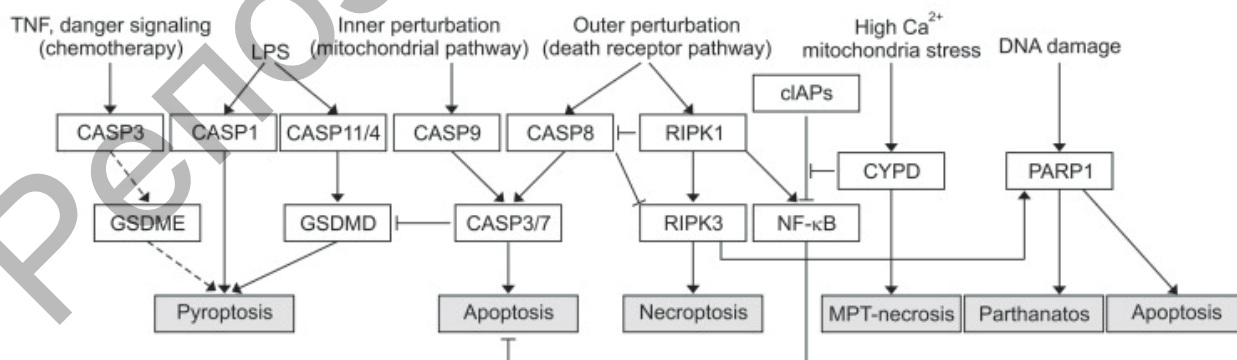 TNF, danger signaling
(chemotherapy)
LPS
Inner perturbation
(mitochondrial pathway)
Outer perturbation
(death receptor pathway)
High Ca²⁺
mitochondria stress
DNA damage
cIAPs
CASP3
CASP1
CASP11/4
CASP9
CASP8
RIPK1
CYPD
PARP1
GSDME
GSDMD
CASP3/7
RIPK3
NF-κB
Pyroptosis
Apoptosis
Necroptosis
MPT-necrosis
Parthanatos
Apoptosis